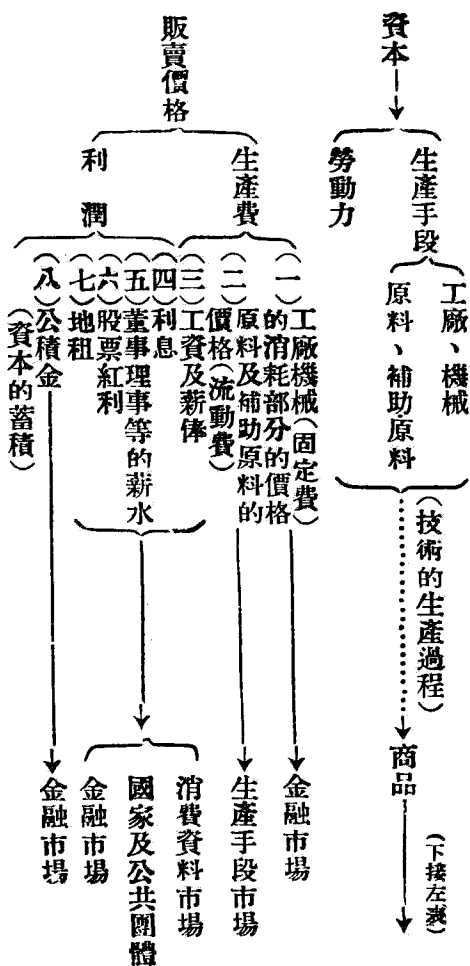 資本
生產手段
勞動力
工廠、機械
原料、補助原料
(技術的生產過程)
商品
(下接左表)
販賣價格
生產費
利潤
(一)工廠機械(固定費)
的消耗部分的價格
(二)原料及補助原料的
價格(流動費)
(三)工資及薪俸
(四)利息
(五)董事理事等的薪水
(六)股票紅利
(七)地租
(八)公積金
(資本的蓄積)
金融市場
生產手段市場
消費資料市場
國家及公共團體
金融市場
金融市場